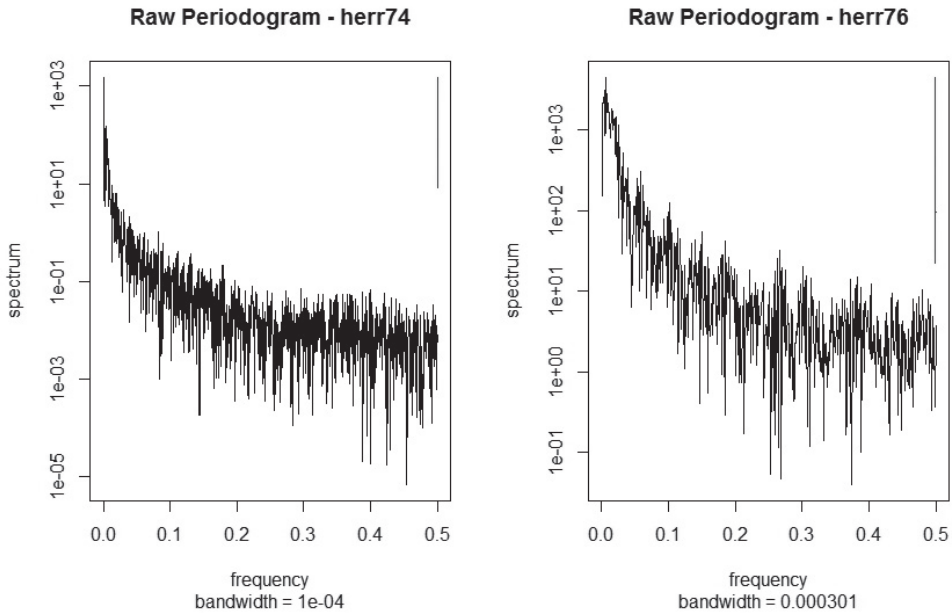 Raw Periodogram - herr74
spectrum
1e+03
1e+01
1e-01
1e-03
1e-05
0.0 0.1 0.2 0.3 0.4 0.5
frequency
bandwidth = 1e-04
Raw Periodogram - herr76
spectrum
1e+03
1e+02
1e+01
1e+00
1e-01
0.0 0.1 0.2 0.3 0.4 0.5
frequency
bandwidth = 0.000301